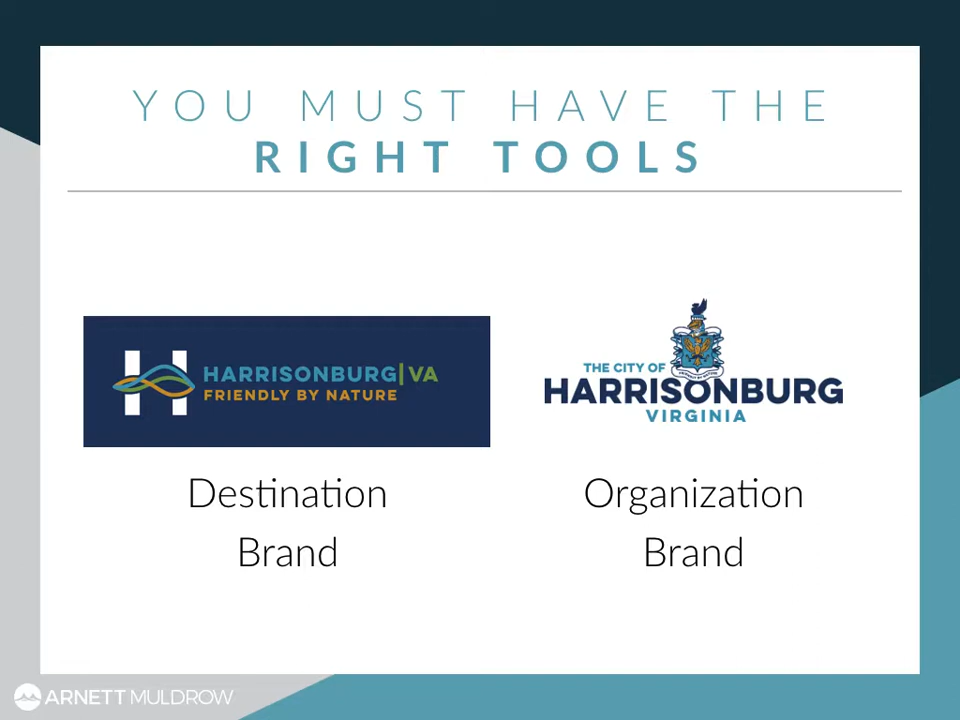 YOU MUST HAVE THE
RIGHT TOOLS
HARRISONBURG|VA
FRIENDLY BY NATURE
THE CITY OF
HARRISONBURG
VIRGINIA
Destination
Brand
Organization
Brand
ARNETT MULDROW